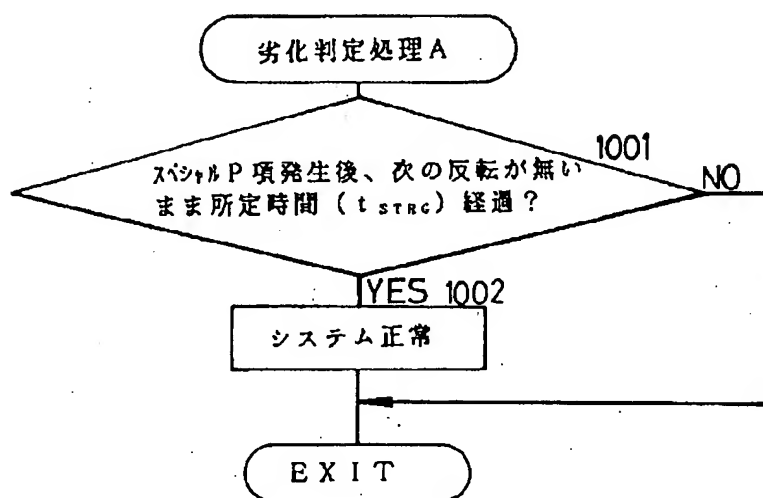 劣化判定処理A
1001
スペシャルP項発生後、次の反転が無い
まま所定時間(tSTRG)経過?
NO
YES 1002
システム正常
EXIT